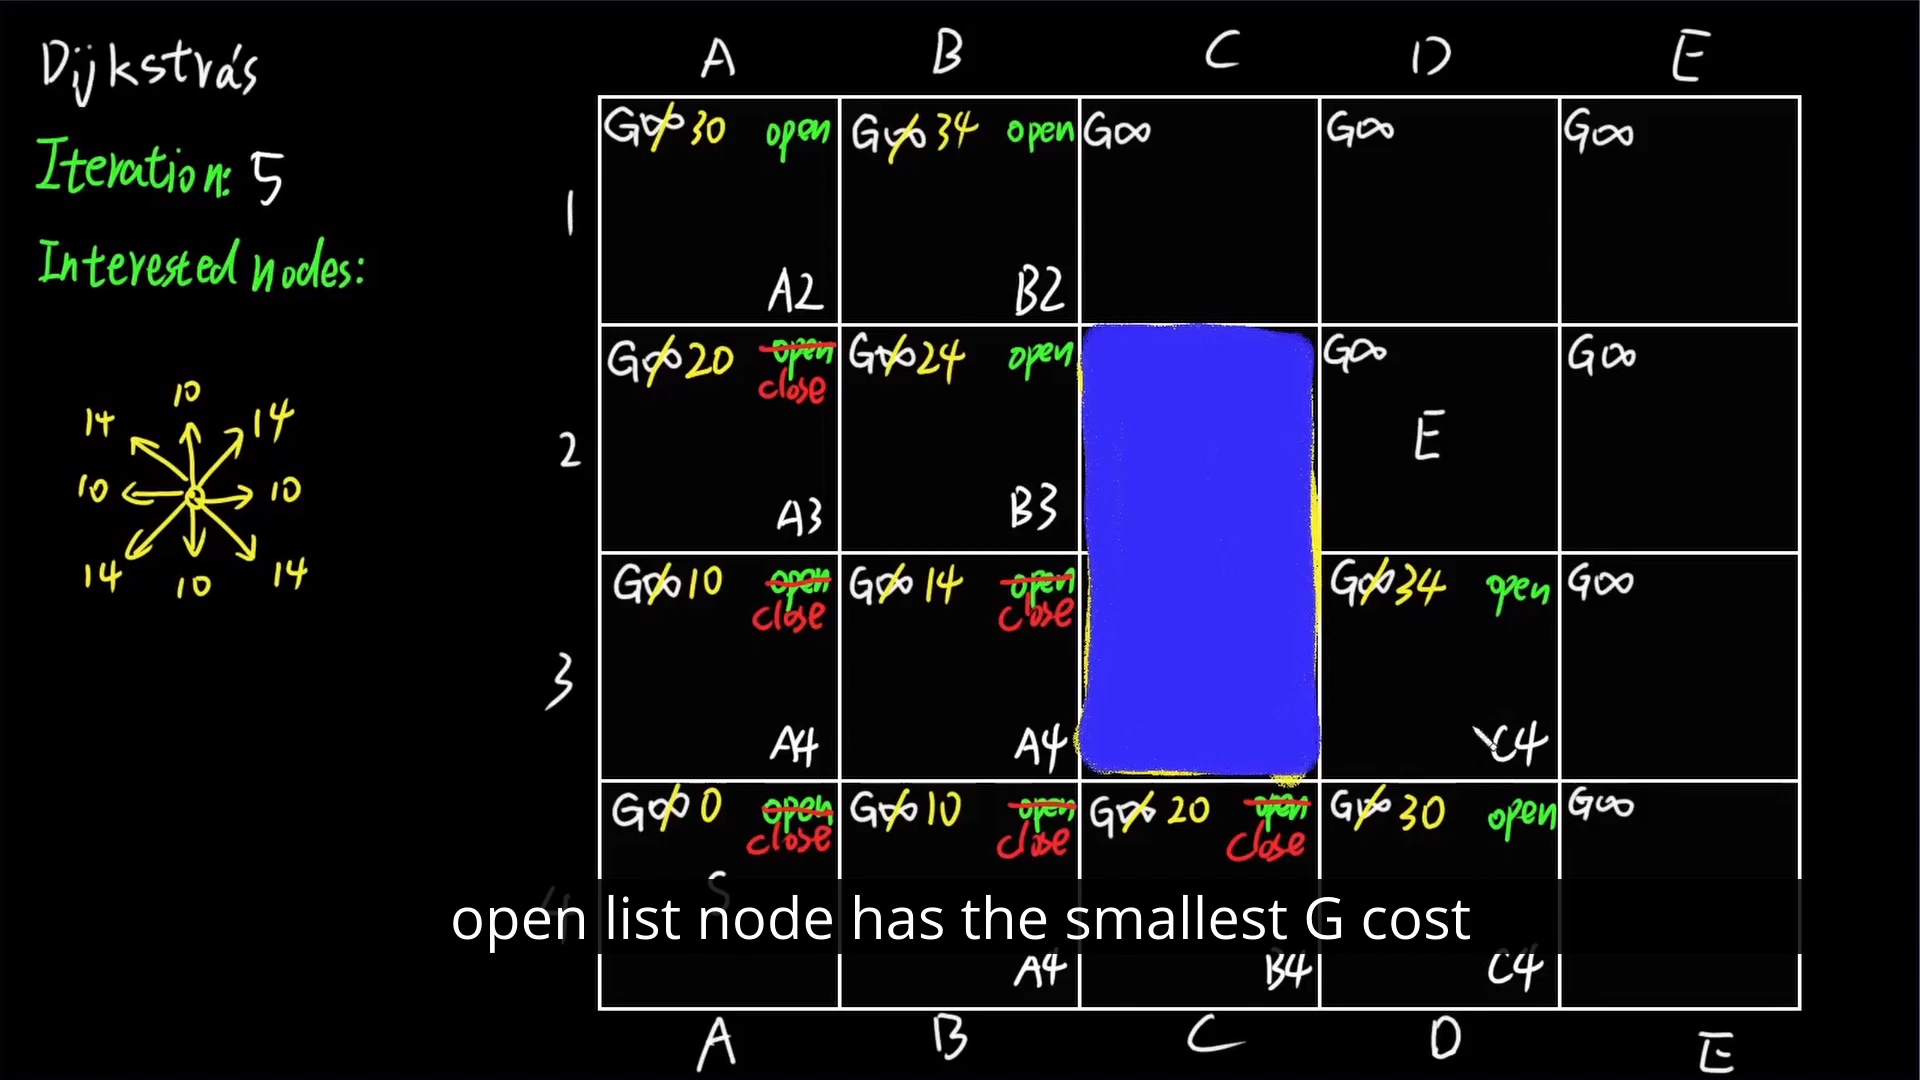 Dijkstra's
Iteration: 5
Interested nodes:
10
14 14
10 10
14 14
10
A B C D E
1
G∞ 30 open G∞ 34 open G∞ G∞ G∞
A2 B2
2
G∞ 20 open G∞ 24 open G∞ G∞
close
E
A3 B3
3
G∞ 10 open G∞ 14 open G∞ 34 open G∞
close close
A4 A4 C4
4
G∞ 0 open G∞ 10 open G∞ 20 open G∞ 30 open G∞
close close close
S
open list node has the smallest G cost
A4 B4 C4
A B C D E